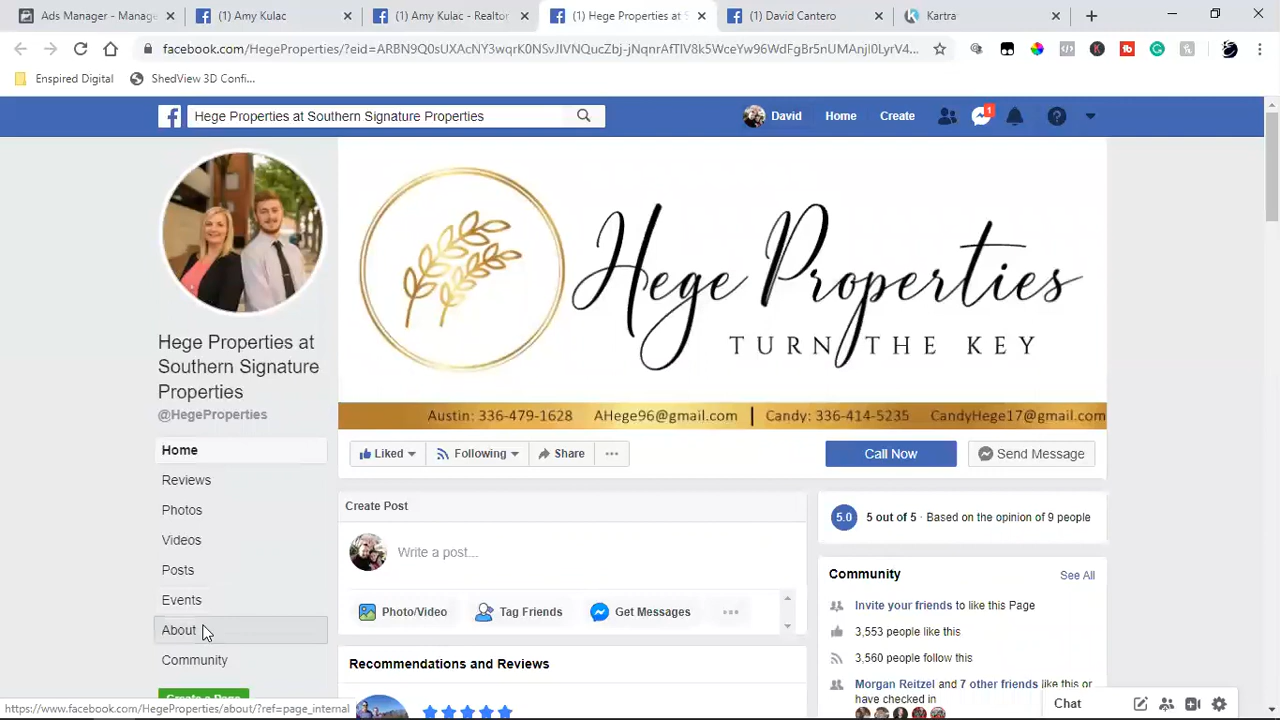 Ads Manager - Manage
(1) Amy Kulac
(1) Amy Kulac - Realtor
(1) Hege Properties at S
(1) David Cantero
Kartra
facebook.com/HegeProperties/?eid=ARBN9Q0sUXAcNY3wqrK0NSvJIVNQucZbj-jNqnrAfTlV8k5WceYw96WdFgBr5nUMAnjl0LyrV4...
Enspired Digital
ShedView 3D Confi...
Hege Properties at Southern Signature Properties
David
Home
Create
1
Hege Properties
TURN THE KEY
Austin: 336-479-1628 AHege96@gmail.com | Candy: 336-414-5235 CandyHege17@gmail.com
Hege Properties at
Southern Signature
Properties
@HegeProperties
Home
Reviews
Photos
Videos
Posts
Events
About
Community
Create a Page
Liked
Following
Share
Call Now
Send Message
Create Post
Write a post...
Photo/Video
Tag Friends
Get Messages
Recommendations and Reviews
5.0
5 out of 5 · Based on the opinion of 9 people
Community
See All
Invite your friends to like this Page
3,553 people like this
3,560 people follow this
Morgan Reitzel and 7 other friends like this or
have checked in
Chat
https://www.facebook.com/HegeProperties/about/?ref=page_internal